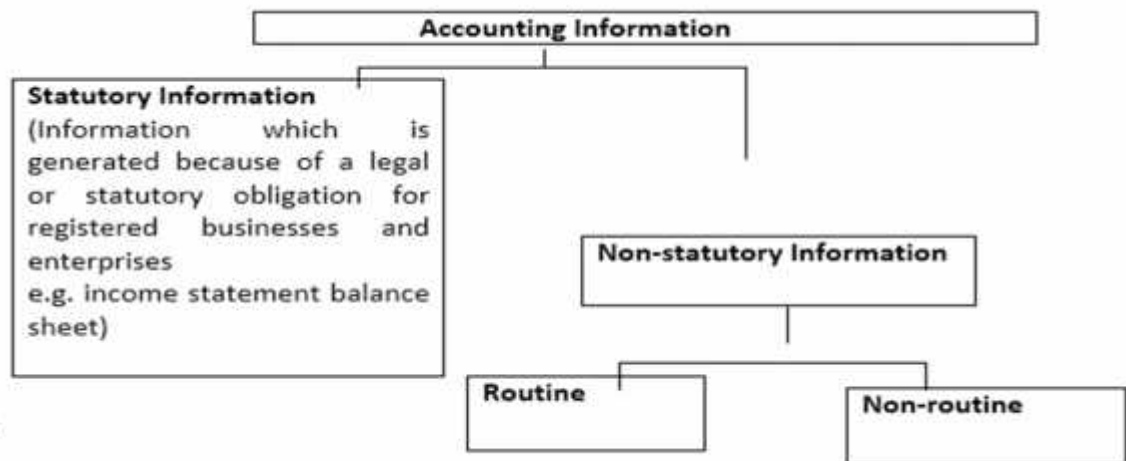 Accounting Information
Statutory Information
(Information which is
generated because of a legal
or statutory obligation for
registered businesses and
enterprises
e.g. income statement balance
sheet)
Non-statutory Information
Routine
Non-routine